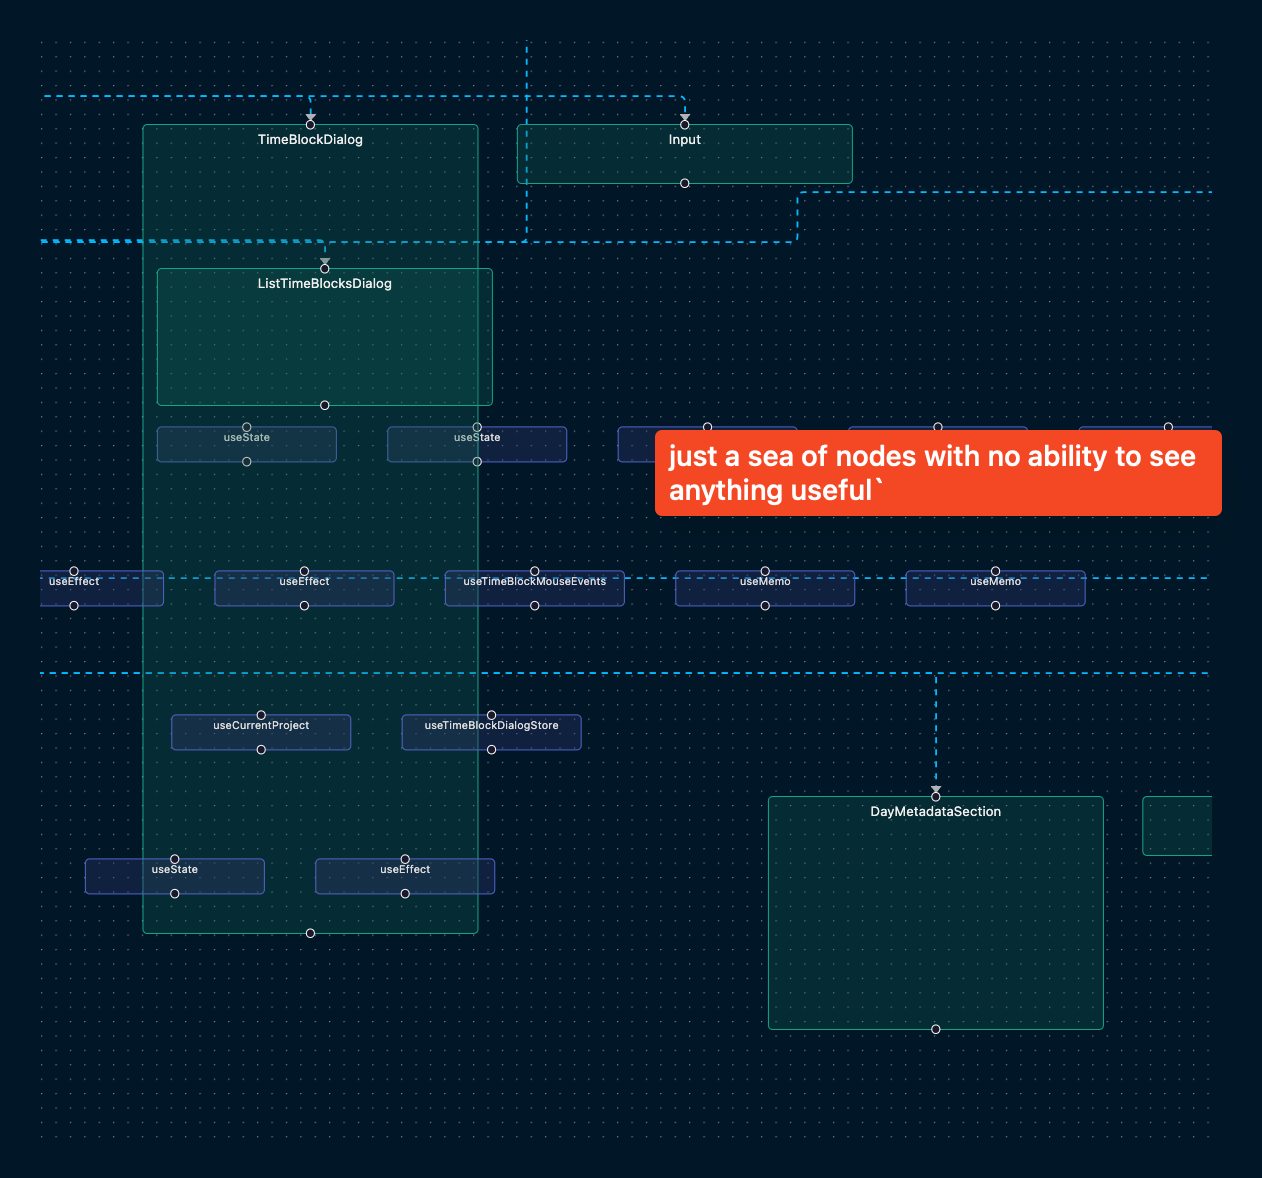 TimeBlockDialog
Input
ListTimeBlocksDialog
useState
useState
just a sea of nodes with no ability to see
anything useful`
useEffect
useEffect
useTimeBlockMouseEvents
useMemo
useMemo
useCurrentProject
useTimeBlockDialogStore
DayMetadataSection
useState
useEffect